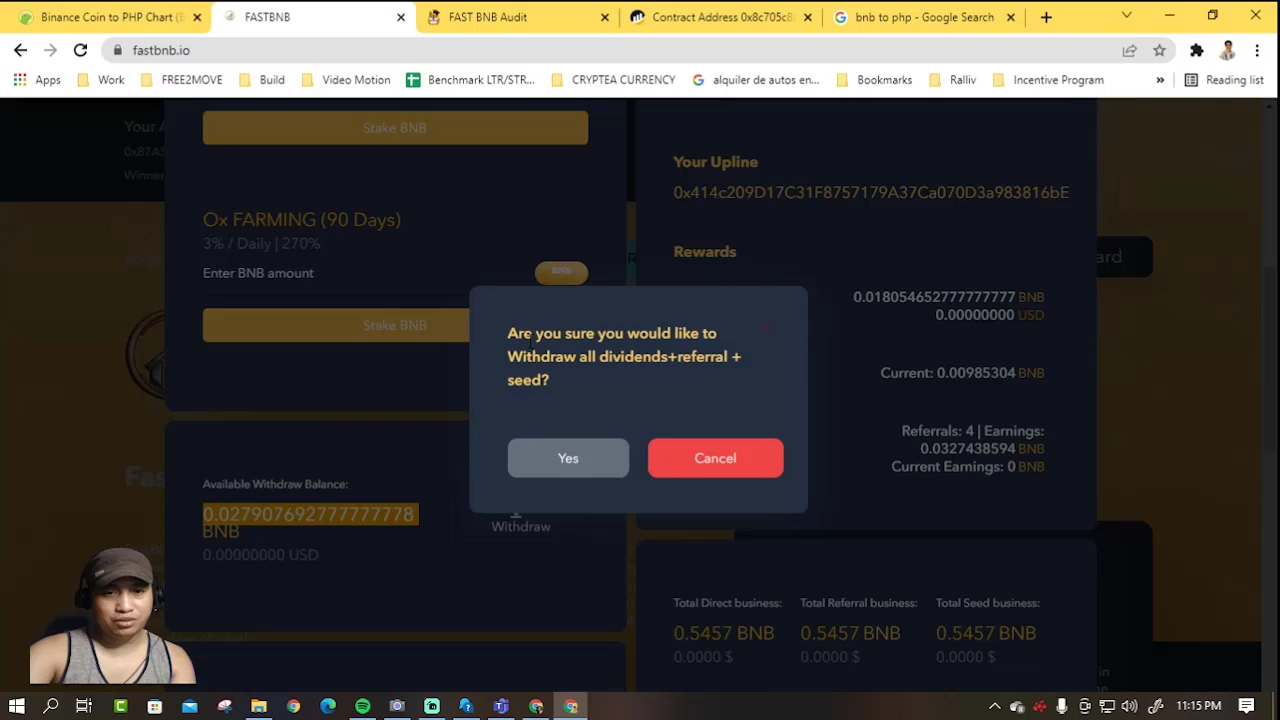 Binance Coin to PHP Chart (B
FASTBNB
FAST BNB Audit
Contract Address 0x8c705c8
bnb to php - Google Search
fastbnb.io
Apps
Work
FREE2MOVE
Build
Video Motion
Benchmark LTR/STR...
CRYPTEA CURRENCY
alquiler de autos en...
Bookmarks
Ralliv
Incentive Program
»
Reading list
Your A
0x87A5
Winner
Stake BNB
Ox FARMING (90 Days)
3% / Daily | 270%
Enter BNB amount
BNB
Stake BNB
Available Withdraw Balance:
0.027907692777777778
BNB
0.00000000 USD
Withdraw
Are you sure you would like to
Withdraw all dividends+referral +
seed?
Yes
Cancel
Your Upline
0x414c209D17C31F8757179A37Ca070D3a983816bE
Rewards
ard
0.018054652777777777 BNB
0.00000000 USD
Current: 0.00985304 BNB
Referrals: 4 | Earnings:
0.0327438594 BNB
Current Earnings: 0 BNB
Total Direct business:
0.5457 BNB
0.0000 $
Total Referral business:
0.5457 BNB
0.0000 $
Total Seed business:
0.5457 BNB
0.0000 $
Fas
in
11:15 PM